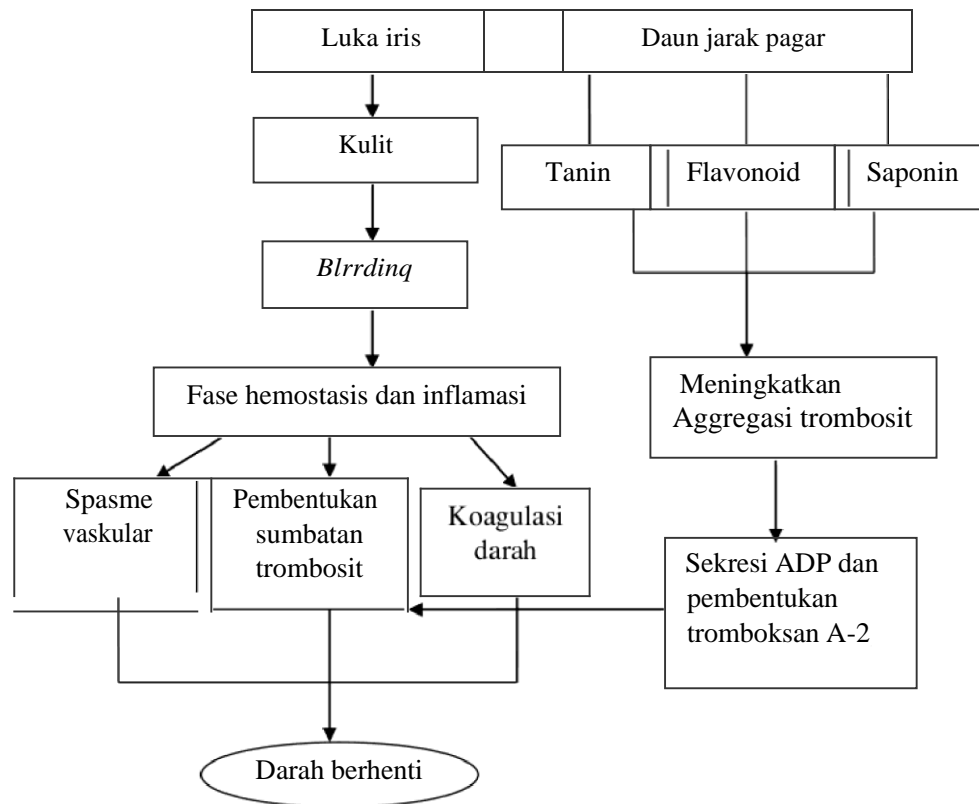 Luka iris
Daun jarak pagar
Kulit
Tanin
Flavonoid
Saponin
Blrrdinq
Fase hemostasis dan inflamasi
Meningkatkan
Aggregasi trombosit
Spasme
vaskular
Pembentukan
sumbatan
trombosit
Koagulasi
darah
Sekresi ADP dan
pembentukan
tromboksan A-2
Darah berhenti